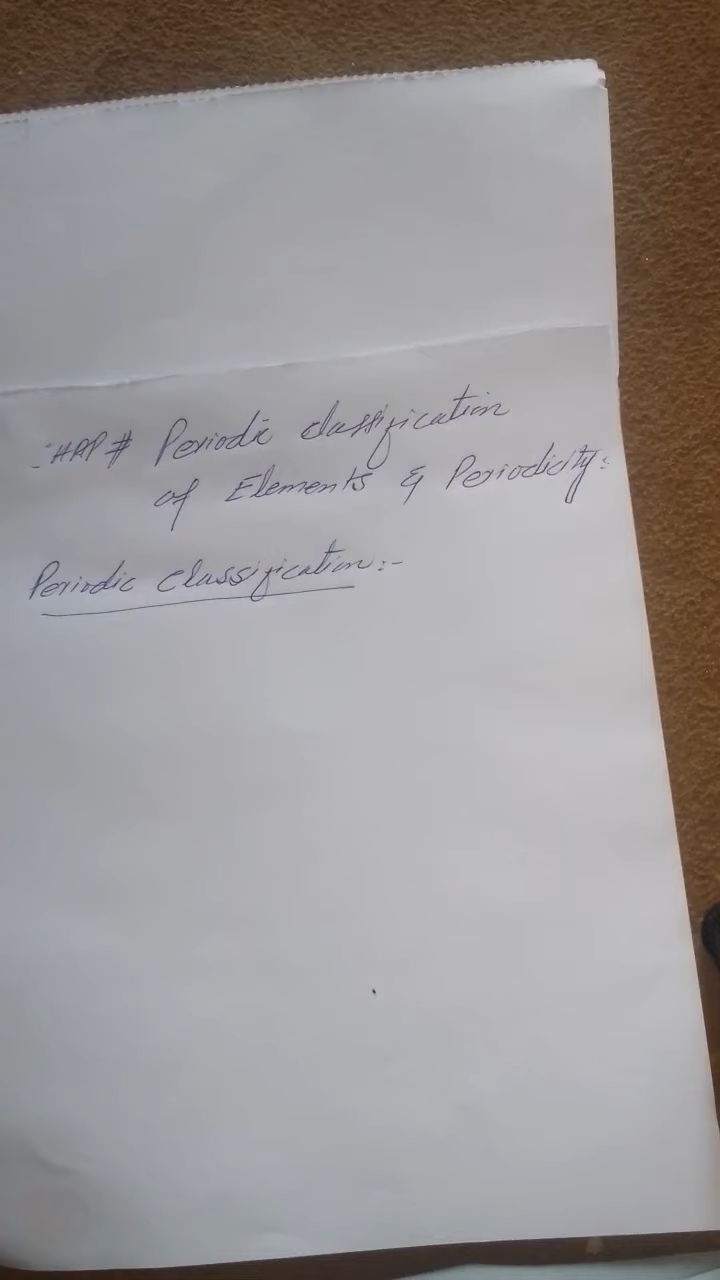 CHAP # Periodic classification
of Elements & Periodicity:
Periodic classification:-